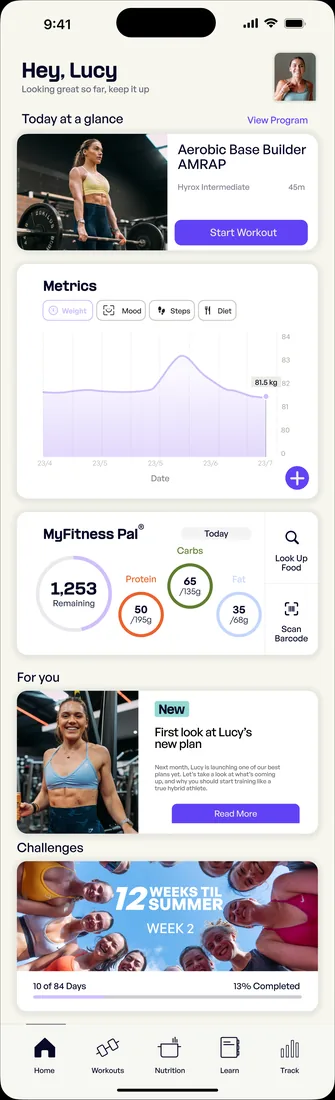 9:41
Hey, Lucy
Looking great so far, keep it up
Today at a glance
View Program
Aerobic Base Builder
AMRAP
Hyrox Intermediate
45m
Start Workout
Metrics
Weight
Mood
Steps
Diet
84
83
81.5 kg
82
81
80
0
23/4
23/5
23/5
23/6
23/7
Date
MyFitness Pal®
Today
1,253
Remaining
Protein
50
/195g
Carbs
65
/135g
Fat
35
/68g
Look Up
Food
Scan
Barcode
For you
New
First look at Lucy's
new plan
Next month, Lucy is launching one of our best
plans yet. Let's take a look at what's coming
up, and why you should start training like a
true hybrid athlete.
Read More
Challenges
12 WEEKS TIL
SUMMER
WEEK 2
10 of 84 Days
13% Completed
Home
Workouts
Nutrition
Learn
Track